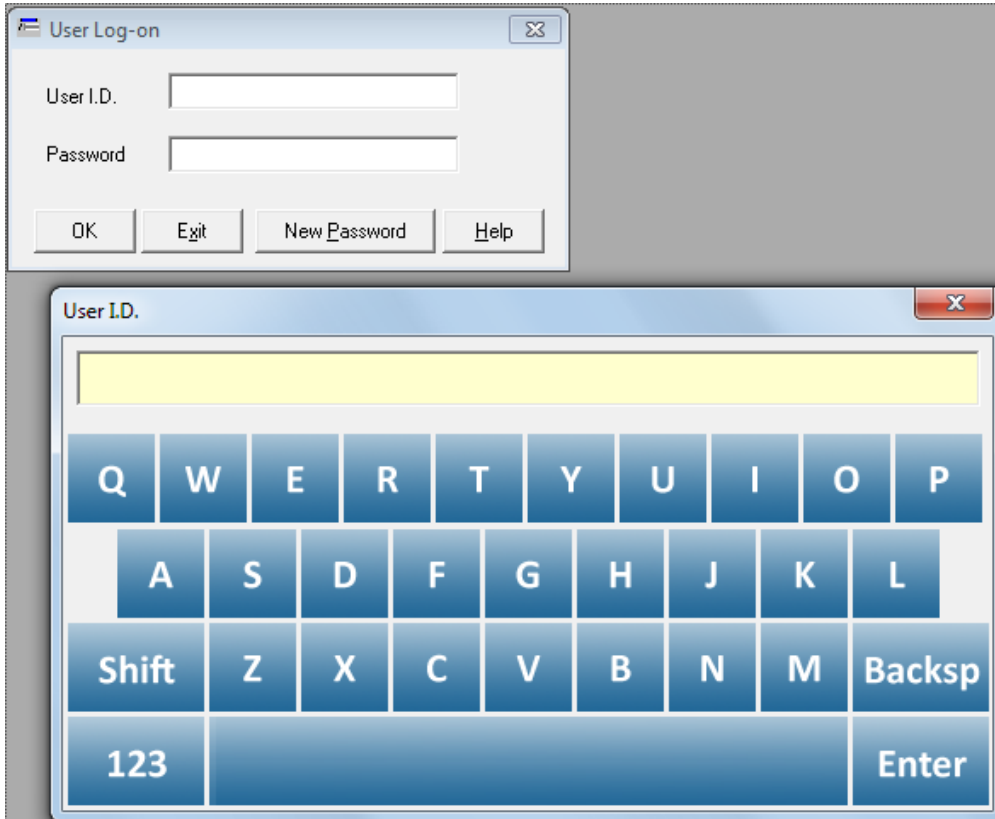 User Log-on
User I.D.
Password
OK Exit New Password Help
User I.D.
Q W E R T Y U I O P
A S D F G H J K L
Shift Z X C V B N M Backsp
123 Enter